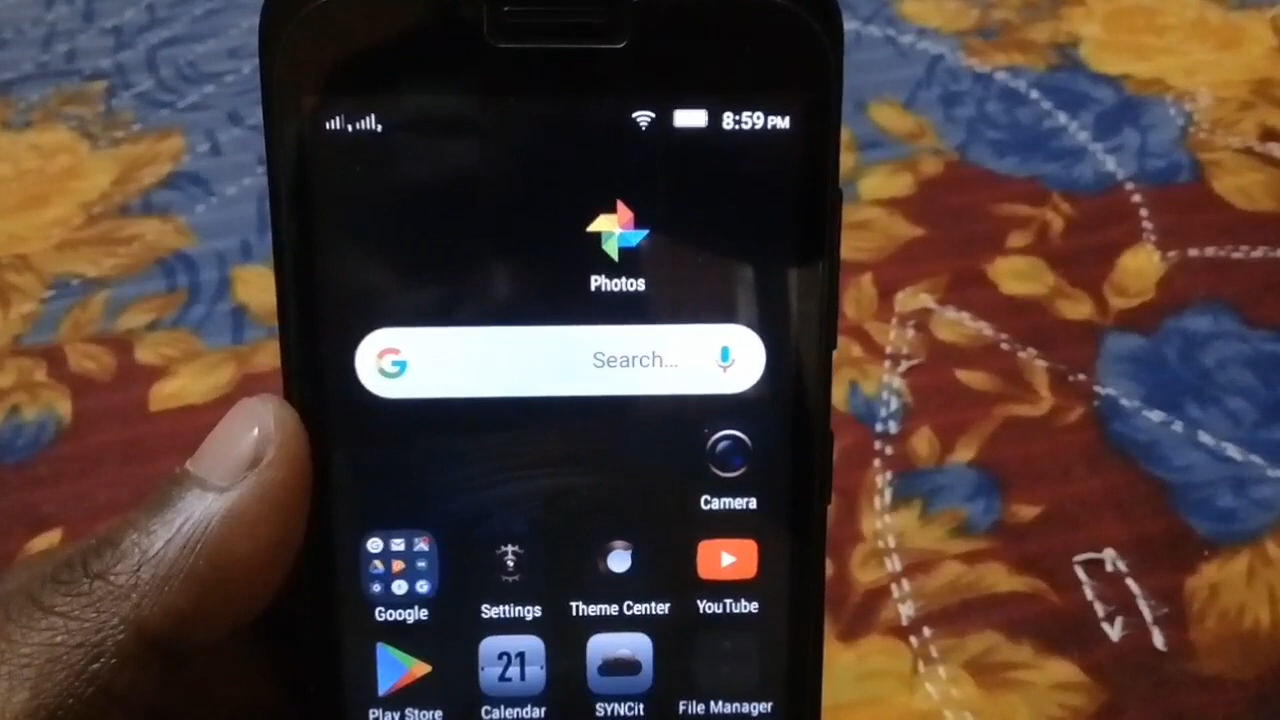 8:59 PM
Photos
G Search...
Camera
Google Settings Theme Center YouTube
21
Play Store Calendar SYNCit File Manager